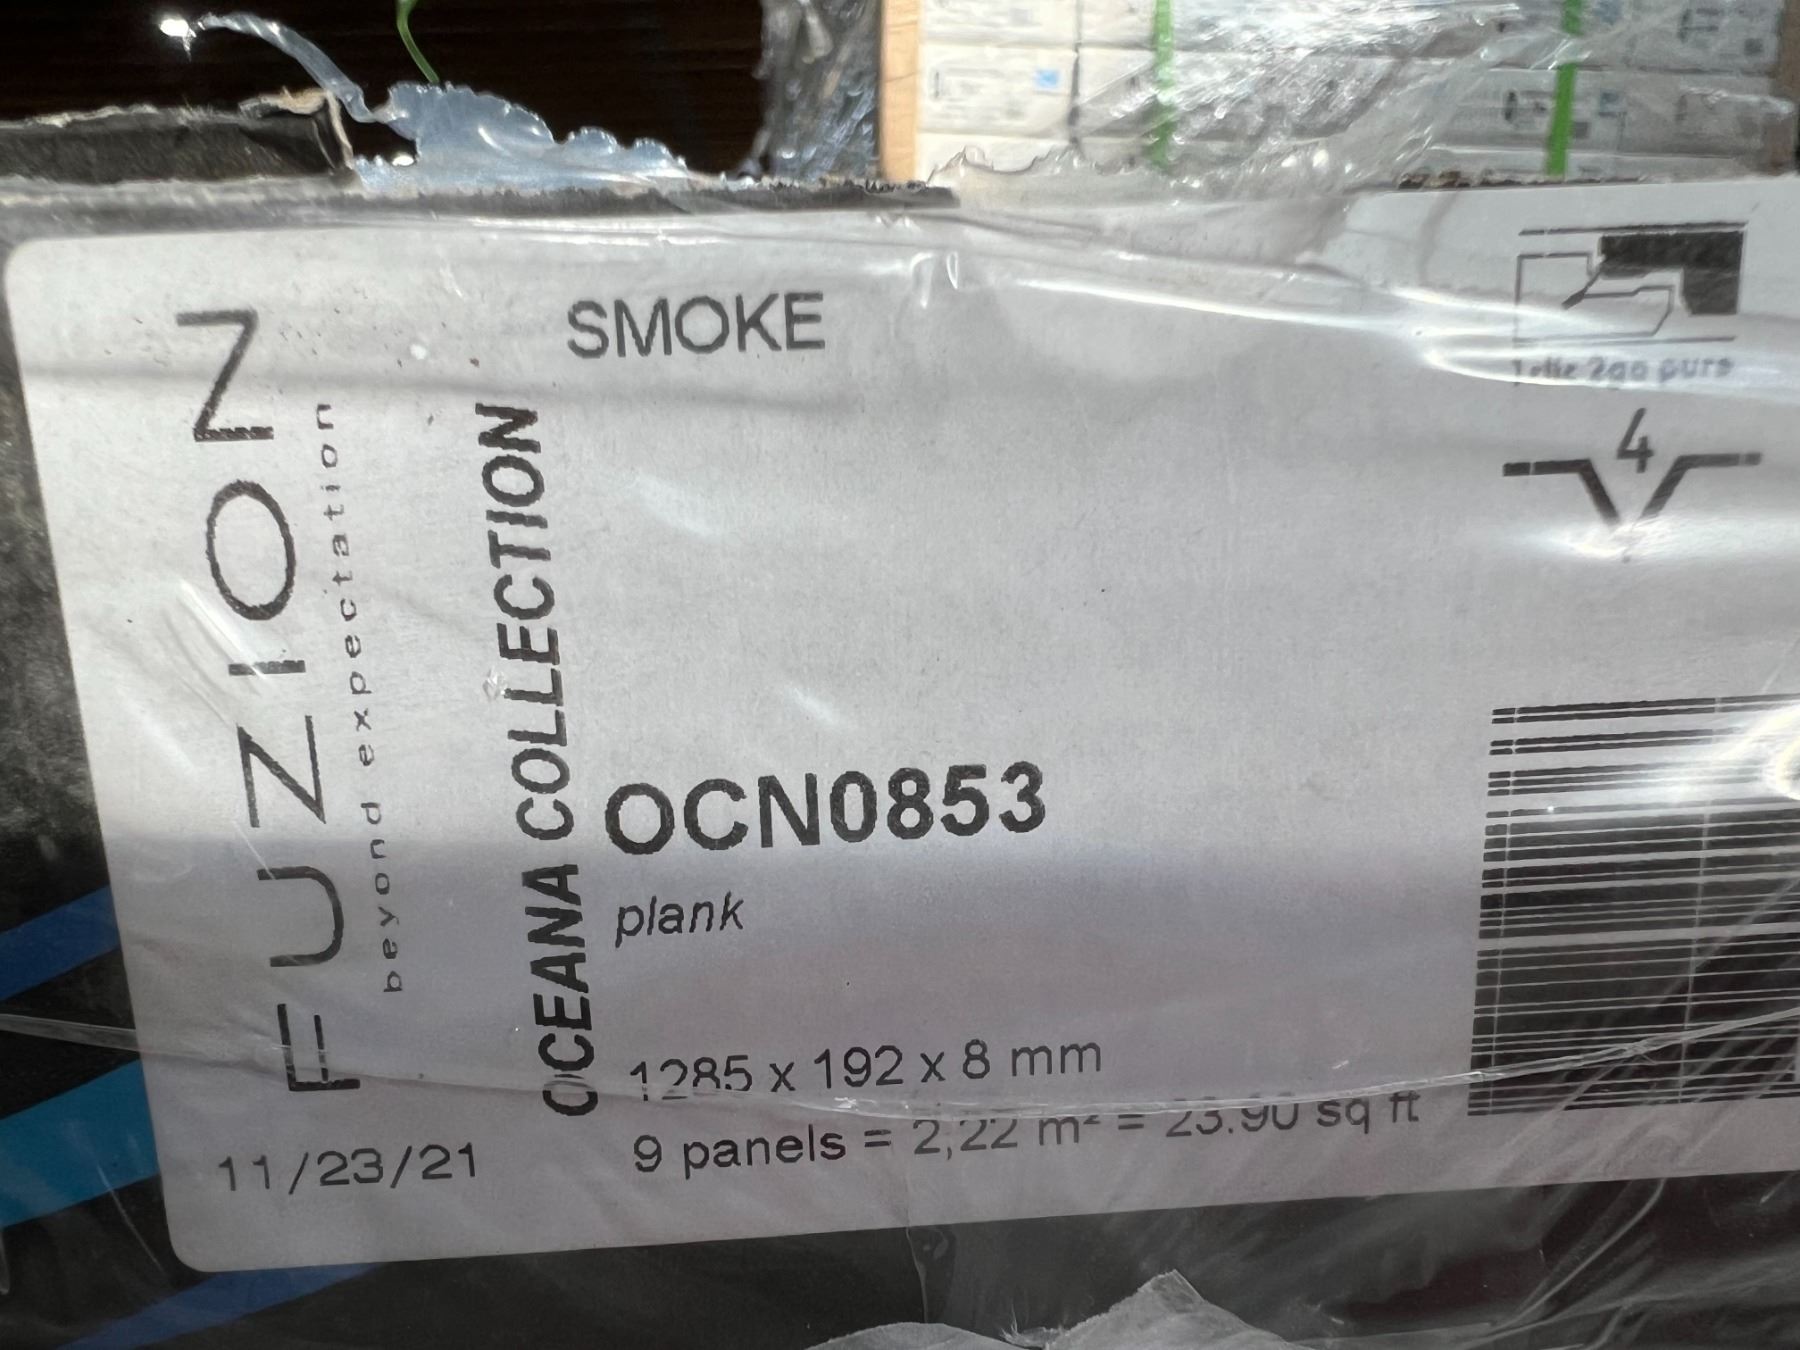 FUZION
beyond expectation
OCEANA COLLECTION
SMOKE
OCN0853
plank
1285 x 192 x 8 mm
9 panels = 2,22 m² = 23.90 sq ft
11/23/21
4